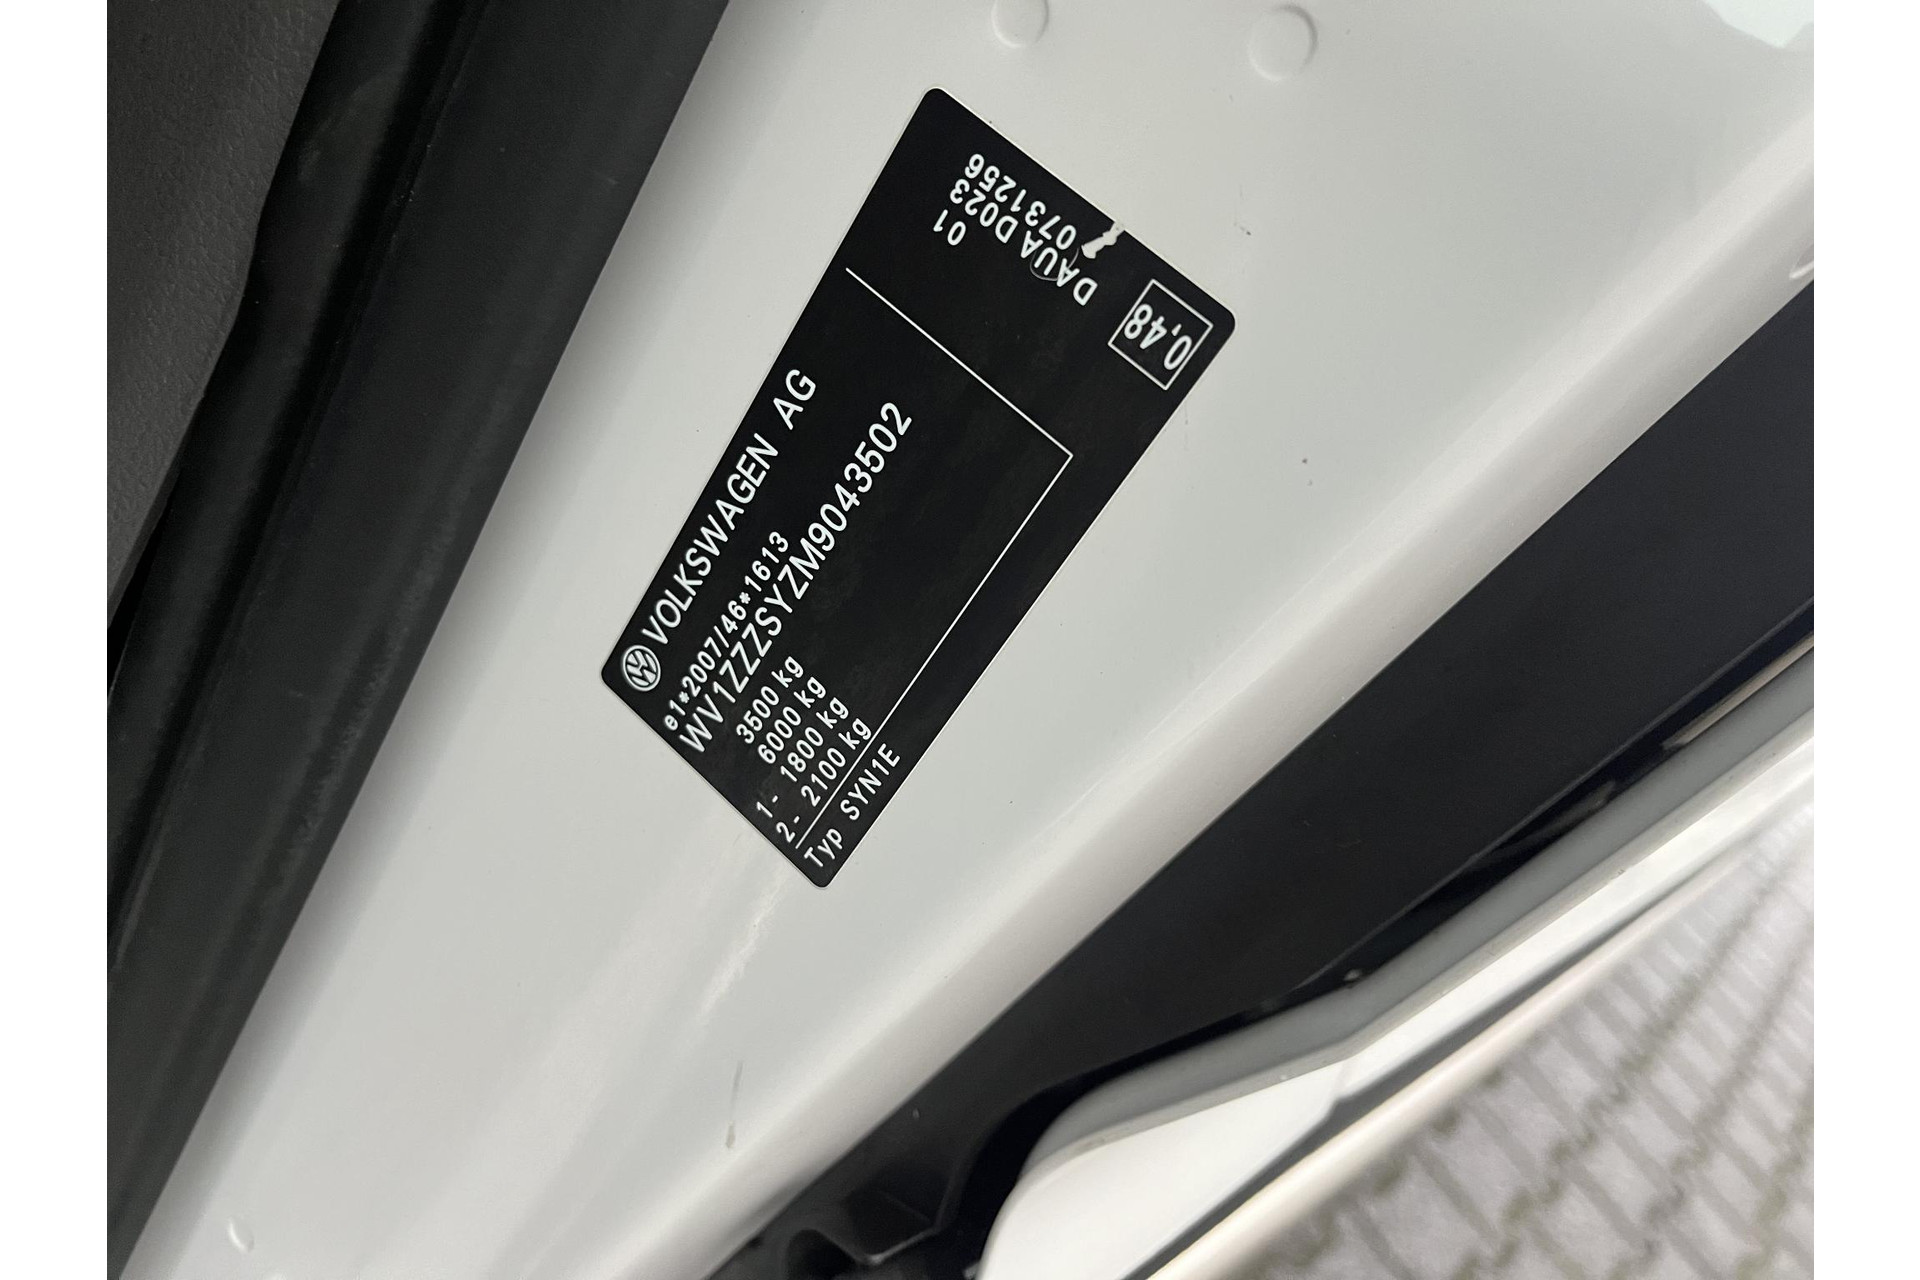 VOLKSWAGEN AG
e1*2007/46*1613
WV1ZZZSYZM9043502
3500 kg
6000 kg
1- 1800 kg
2- 2100 kg
Typ SYN1E
01
DAUA D023
0731256
0,48